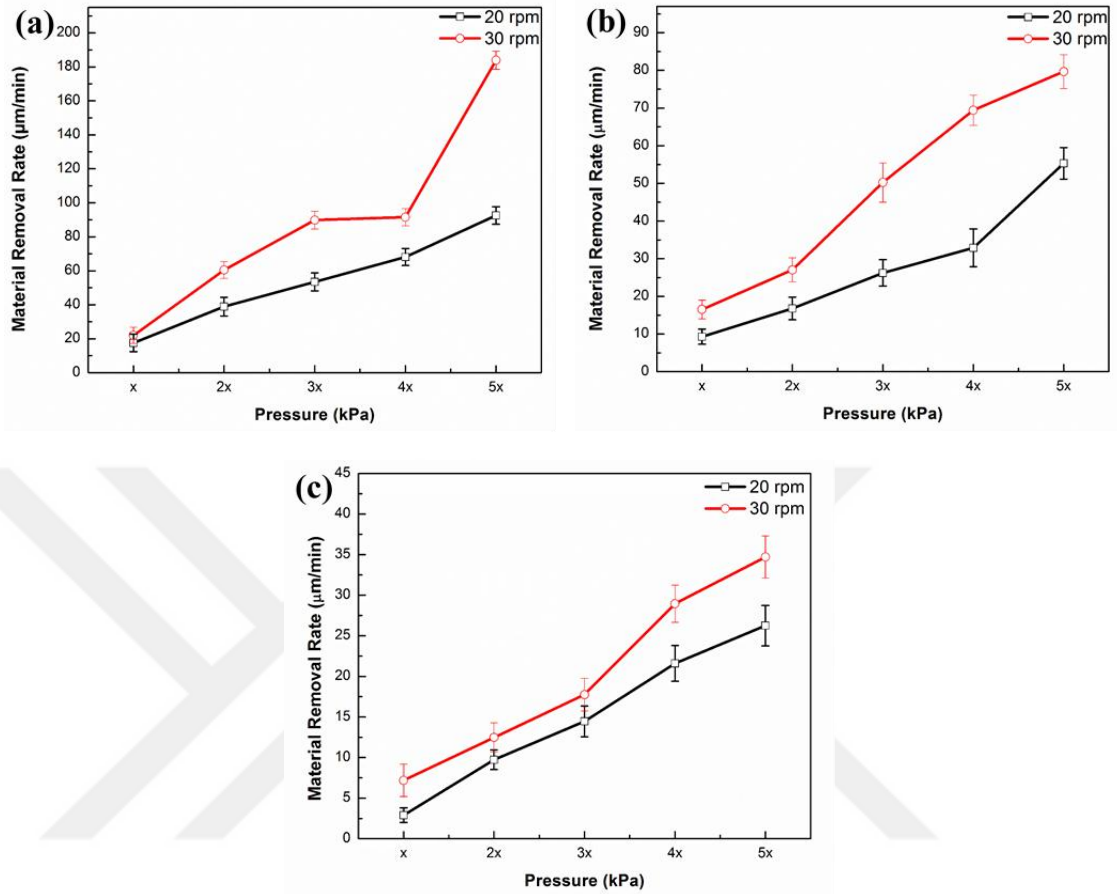 (a)
20 rpm
30 rpm
Material Removal Rate (μm/min)
200
180
160
140
120
100
80
60
40
20
0
x 2x 3x 4x 5x
Pressure (kPa)
(b)
20 rpm
30 rpm
Material Removal Rate (μm/min)
90
80
70
60
50
40
30
20
10
0
x 2x 3x 4x 5x
Pressure (kPa)
(c)
20 rpm
30 rpm
Material Removal Rate (μm/min)
45
40
35
30
25
20
15
10
5
0
x 2x 3x 4x 5x
Pressure (kPa)